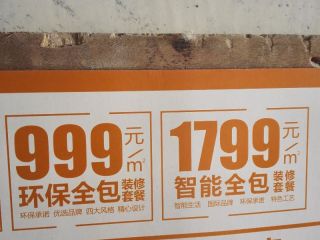 999元/m²
环保全包装修套餐
环保承诺 优选品牌 四大风格 精心设计
1799元/m²
智能全包装修套餐
智能生活 国际品牌 环保承诺 特色工艺